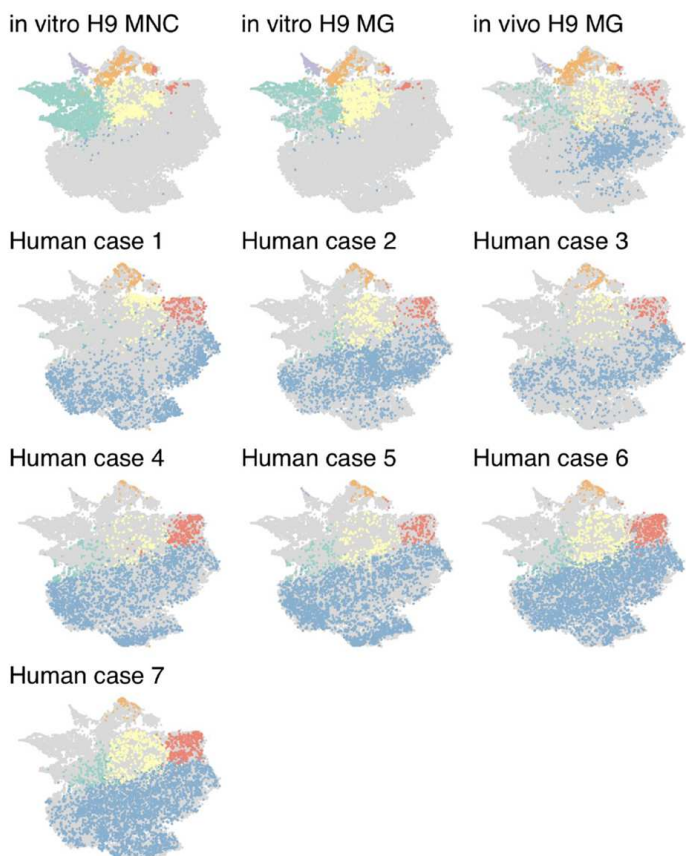 in vitro H9 MNC in vitro H9 MG in vivo H9 MG
Human case 1 Human case 2 Human case 3
Human case 4 Human case 5 Human case 6
Human case 7